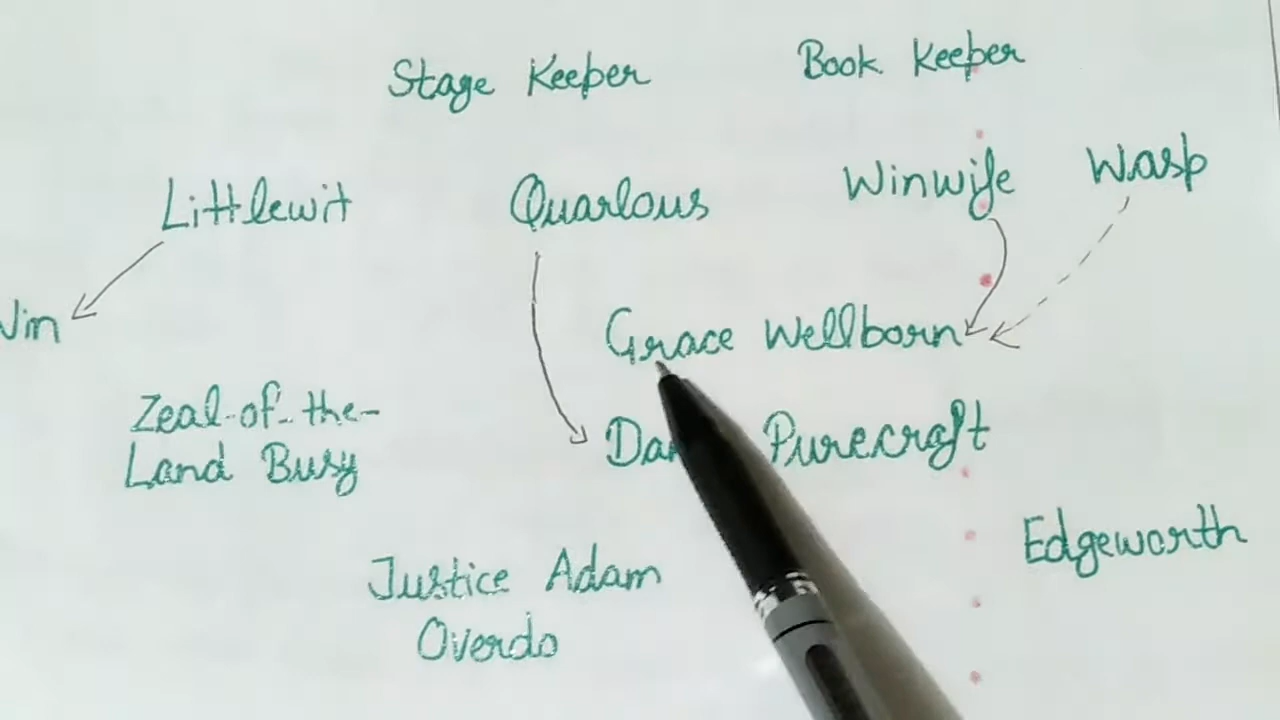 Stage Keeper
Book Keeper
Littlewit
Quarlous
Winwife
Wasp
Grace Wellborn
Purecraft
Zeal-of-the-
Land Busy
Edgeworth
Justice Adam
Overdo